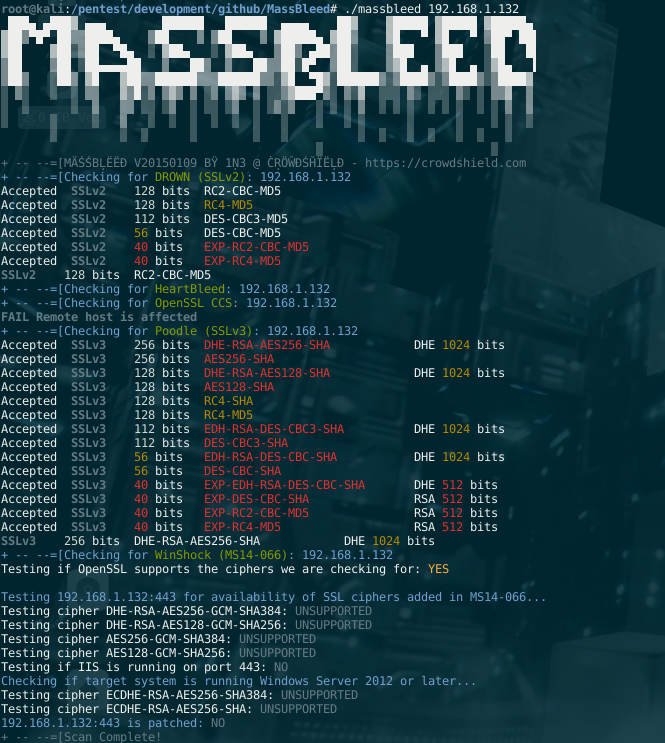 root@kali:/pentest/development/github/MassBleed# ./massbleed 192.168.1.132
MASSBLEED
+ -- --=[MÄŚŚBLËËĐ V20150109 BŸ 1Ņ3 @ ĊRÖŴĐŚĤÏËLĐ - https://crowdshield.com
+ -- --=[Checking for DROWN (SSLv2): 192.168.1.132
Accepted SSLv2 128 bits RC2-CBC-MD5
Accepted SSLv2 128 bits RC4-MD5
Accepted SSLv2 112 bits DES-CBC3-MD5
Accepted SSLv2 56 bits DES-CBC-MD5
Accepted SSLv2 40 bits EXP-RC2-CBC-MD5
Accepted SSLv2 40 bits EXP-RC4-MD5
SSLv2 128 bits RC2-CBC-MD5
+ -- --=[Checking for HeartBleed: 192.168.1.132
+ -- --=[Checking for OpenSSL CCS: 192.168.1.132
FAIL Remote host is affected
+ -- --=[Checking for Poodle (SSLv3): 192.168.1.132
Accepted SSLv3 256 bits DHE-RSA-AES256-SHA DHE 1024 bits
Accepted SSLv3 256 bits AES256-SHA
Accepted SSLv3 128 bits DHE-RSA-AES128-SHA DHE 1024 bits
Accepted SSLv3 128 bits AES128-SHA
Accepted SSLv3 128 bits RC4-SHA
Accepted SSLv3 128 bits RC4-MD5
Accepted SSLv3 112 bits EDH-RSA-DES-CBC3-SHA DHE 1024 bits
Accepted SSLv3 112 bits DES-CBC3-SHA
Accepted SSLv3 56 bits EDH-RSA-DES-CBC-SHA DHE 1024 bits
Accepted SSLv3 56 bits DES-CBC-SHA
Accepted SSLv3 40 bits EXP-EDH-RSA-DES-CBC-SHA DHE 512 bits
Accepted SSLv3 40 bits EXP-DES-CBC-SHA RSA 512 bits
Accepted SSLv3 40 bits EXP-RC2-CBC-MD5 RSA 512 bits
Accepted SSLv3 40 bits EXP-RC4-MD5 RSA 512 bits
SSLv3 256 bits DHE-RSA-AES256-SHA DHE 1024 bits
+ -- --=[Checking for WinShock (MS14-066): 192.168.1.132
Testing if OpenSSL supports the ciphers we are checking for: YES
Testing 192.168.1.132:443 for availability of SSL ciphers added in MS14-066...
Testing cipher DHE-RSA-AES256-GCM-SHA384: UNSUPPORTED
Testing cipher DHE-RSA-AES128-GCM-SHA256: UNSUPPORTED
Testing cipher AES256-GCM-SHA384: UNSUPPORTED
Testing cipher AES128-GCM-SHA256: UNSUPPORTED
Testing if IIS is running on port 443: NO
Checking if target system is running Windows Server 2012 or later...
Testing cipher ECDHE-RSA-AES256-SHA384: UNSUPPORTED
Testing cipher ECDHE-RSA-AES256-SHA: UNSUPPORTED
192.168.1.132:443 is patched: NO
+ -- --=[Scan Complete!